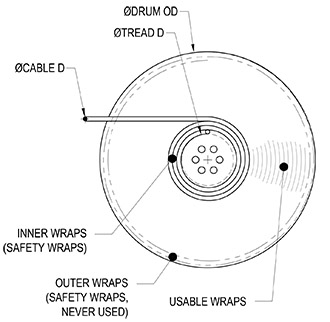 ØDRUM OD
ØTREAD D
ØCABLE D
INNER WRAPS
(SAFETY WRAPS)
OUTER WRAPS
(SAFETY WRAPS,
NEVER USED)
USABLE WRAPS